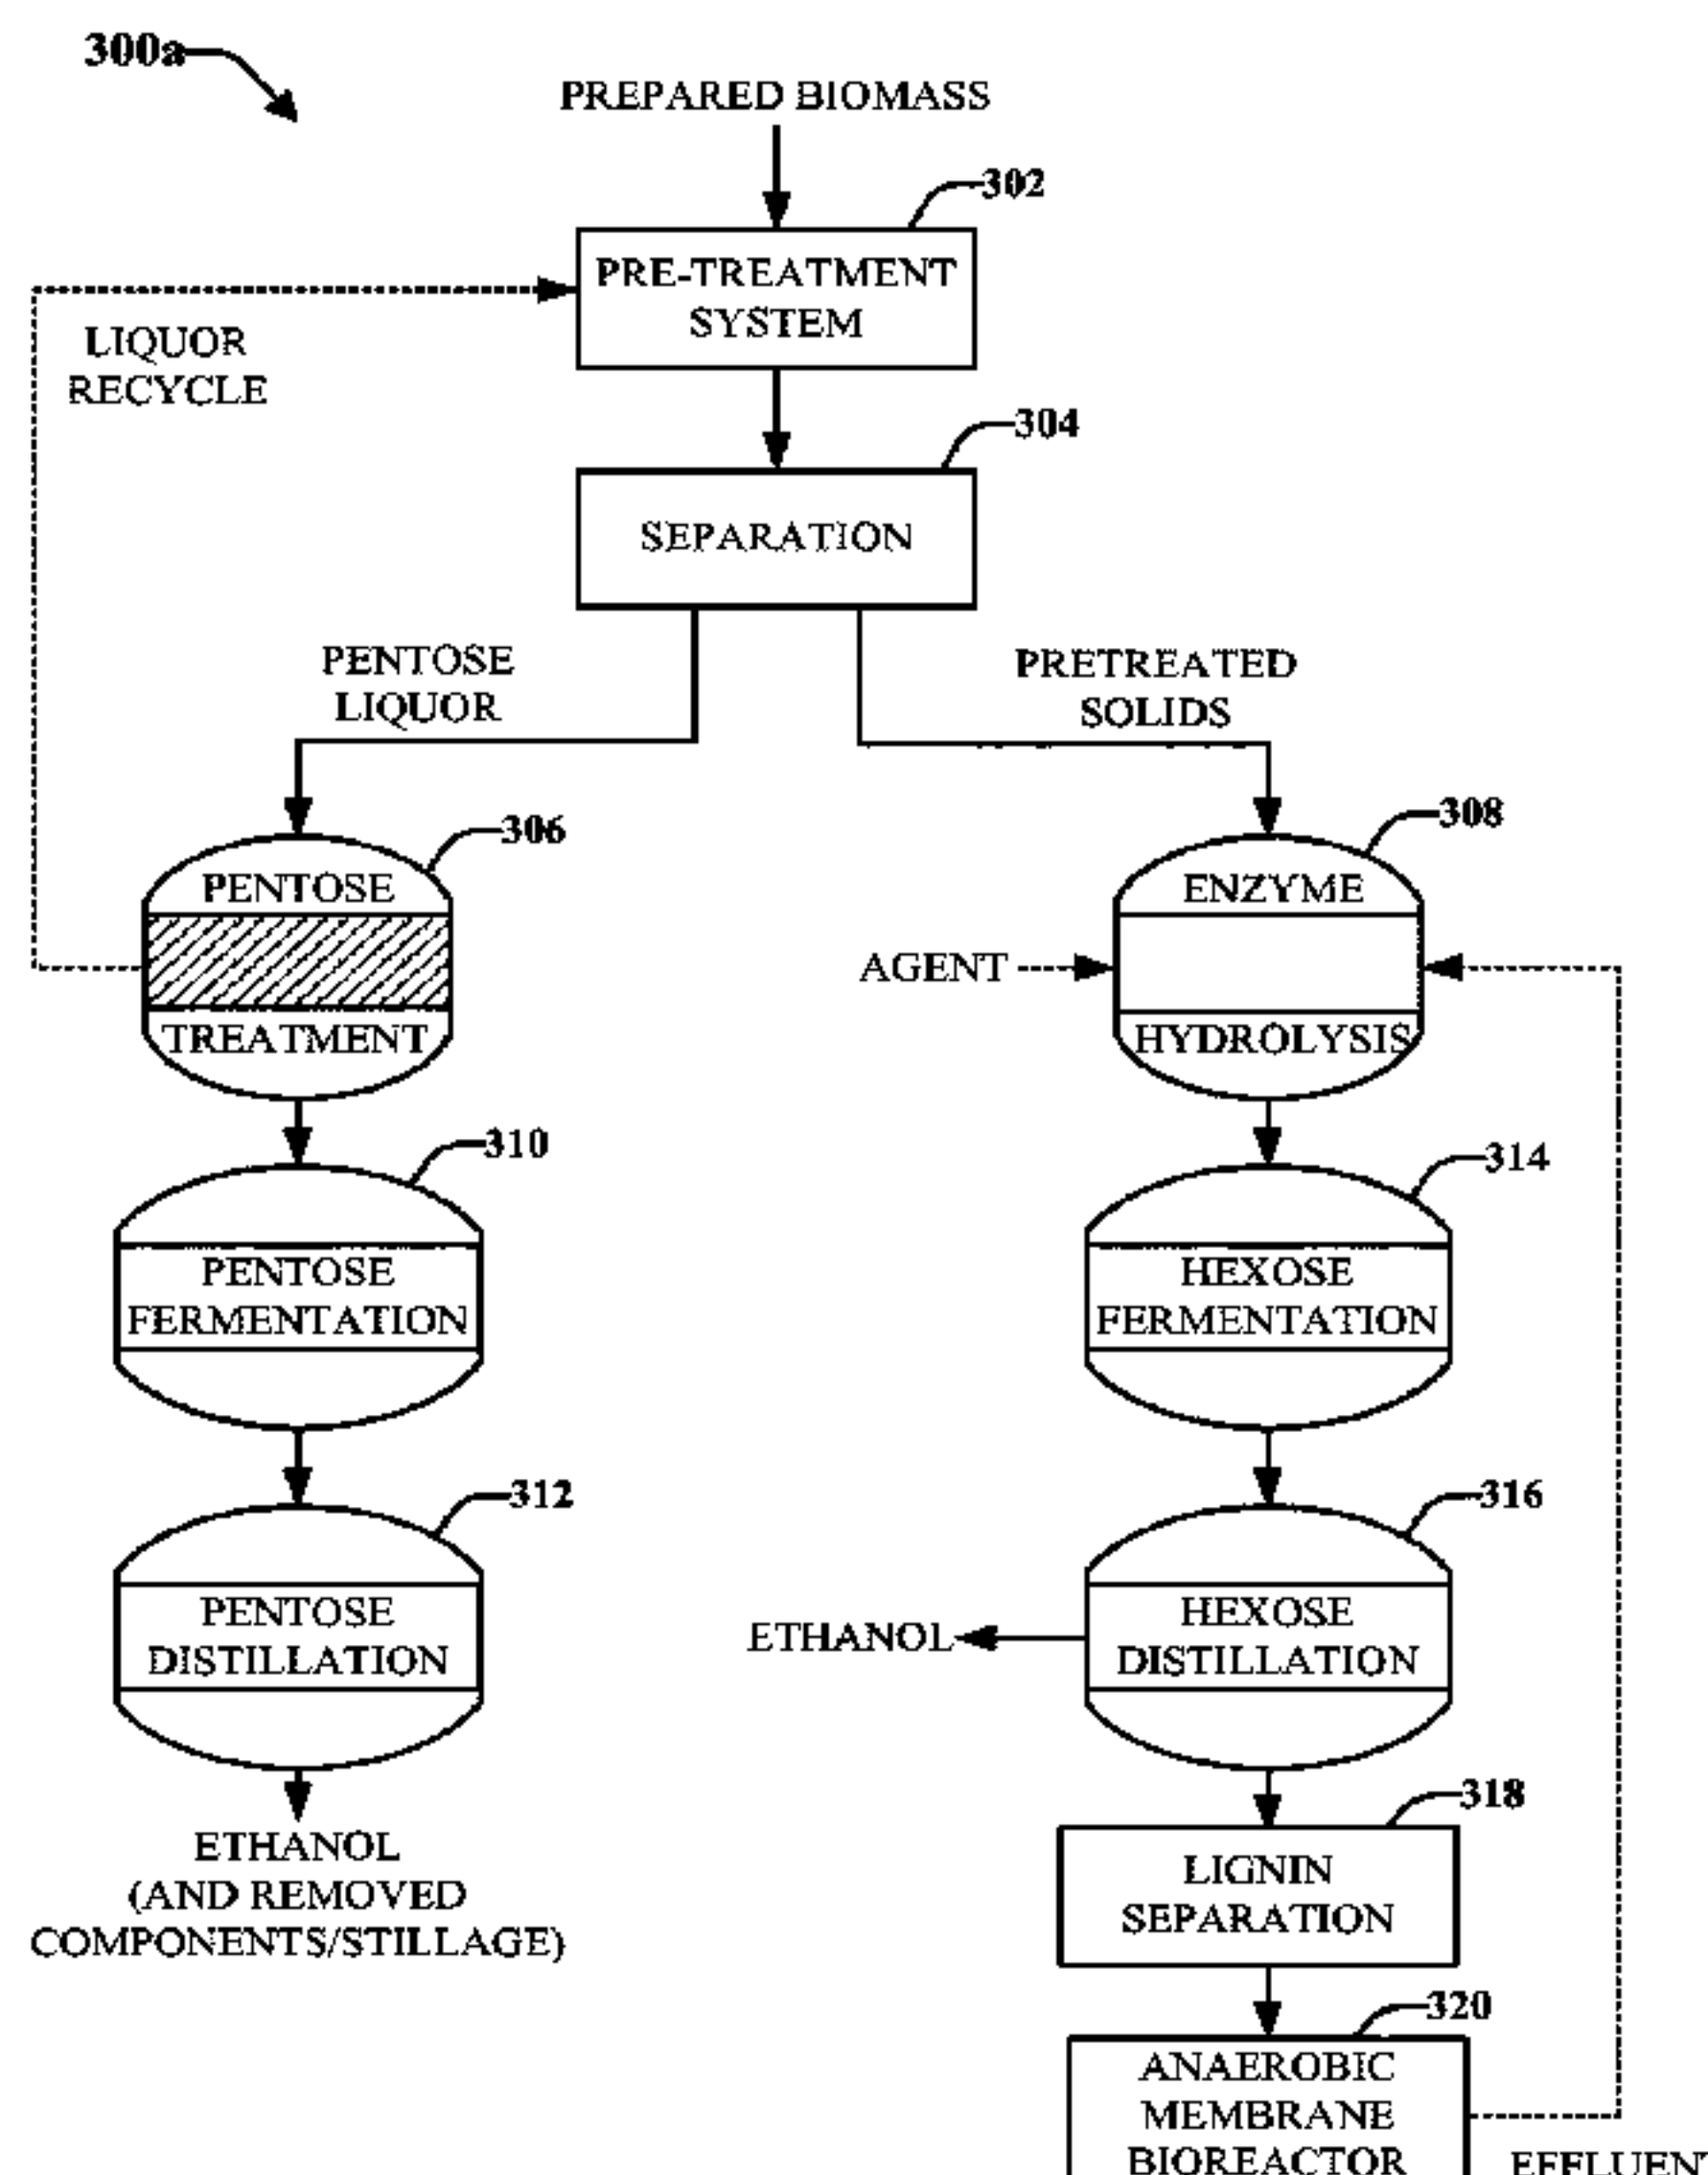 300a
PREPARED BIOMASS
302
PRE-TREATMENT
SYSTEM
LIQUOR
RECYCLE
304
SEPARATION
PENTOSE
LIQUOR
PRETREATED
SOLIDS
306
308
PENTOSE
TREATMENT
ENZYME
AGENT
HYDROLYSIS
310
314
PENTOSE
FERMENTATION
HEXOSE
FERMENTATION
312
316
PENTOSE
DISTILLATION
ETHANOL
HEXOSE
DISTILLATION
ETHANOL
(AND REMOVED
COMPONENTS/STILLAGE)
318
LIGNIN
SEPARATION
320
ANAEROBIC
MEMBRANE
BIOREACTOR
EFFLUENT